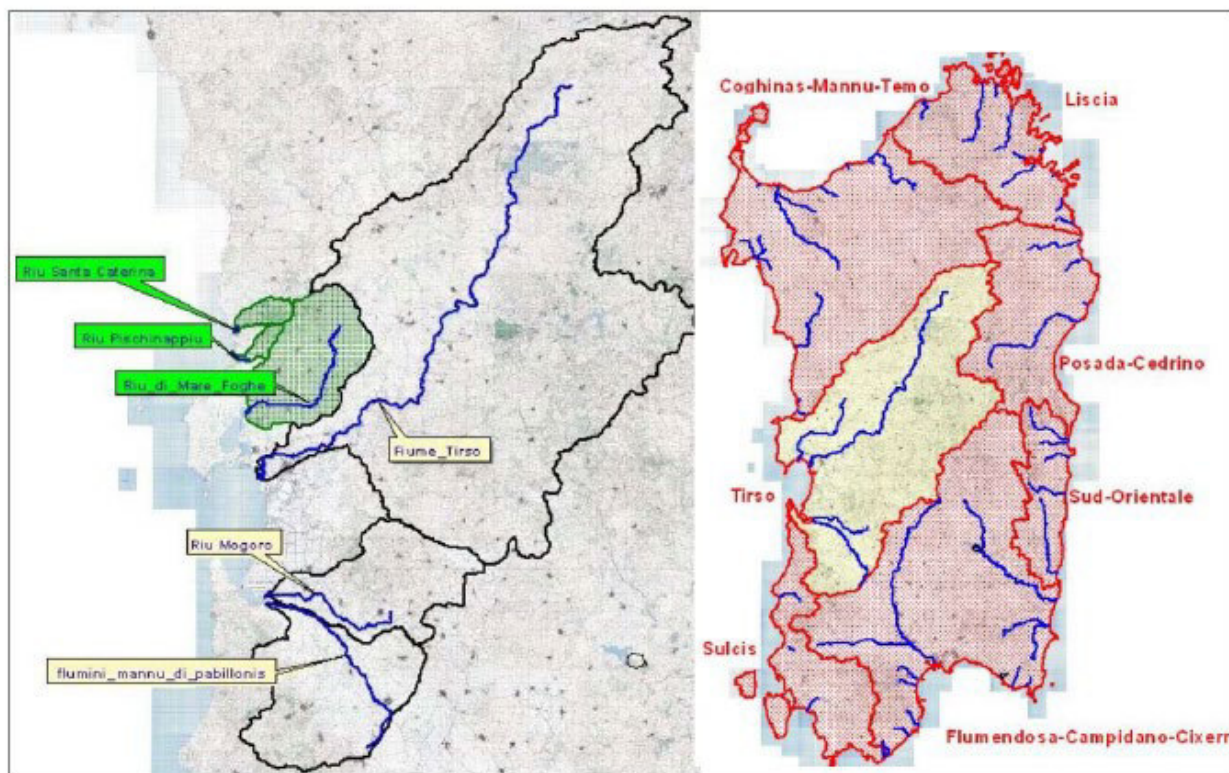 Riu Santa Caterina
Riu Pischinappiu
Riu_di_Mare_Foghe
Fiume_Tirso
Riu Mogoro
flumini_mannu_di_pabillonis
Coghinas-Mannu-Temo
Liscia
Posada-Cedrino
Tirso
Sud-Orientale
Sulcis
Flumendosa-Campidano-Cixerr